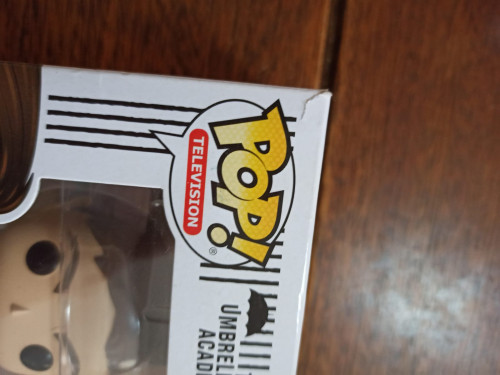 POP!
TELEVISION
®
UMBREL
ACAD